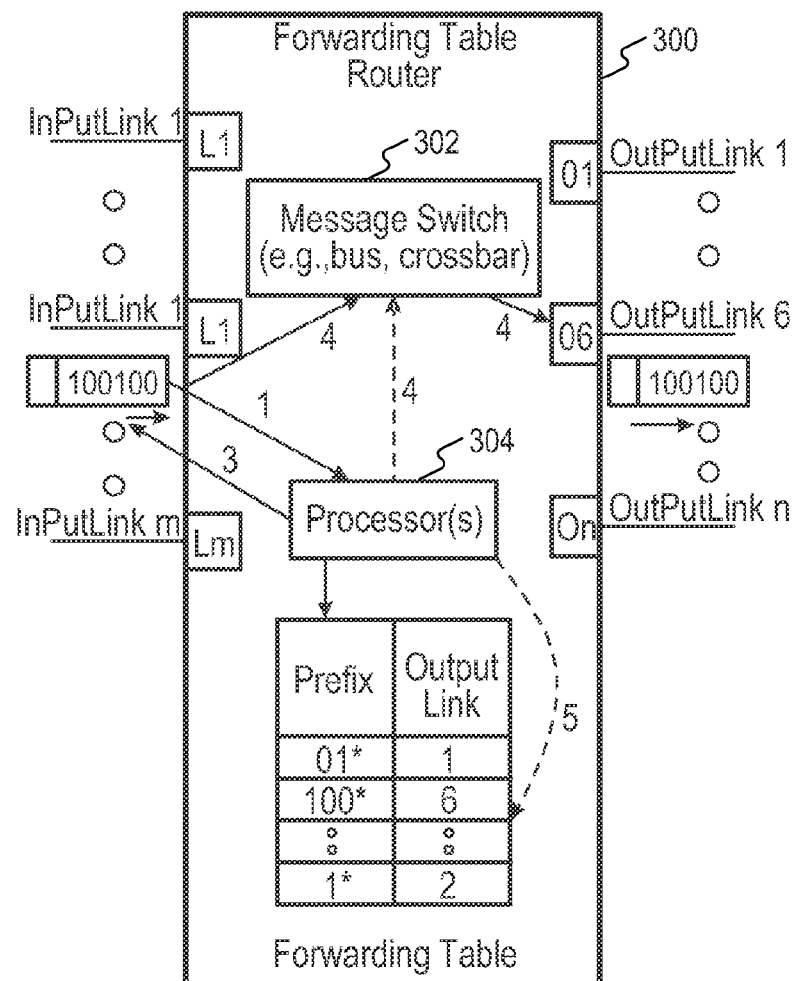 Forwarding Table
Router
300
InPutLink 1
L1
302
01
OutPutLink 1
Message Switch
(e.g.,bus, crossbar)
InPutLink 1
L1
4
4
06
OutPutLink 6
100100
1
4
100100
3
304
InPutLink m
Lm
Processor(s)
On
OutPutLink n
Prefix
Output
Link
5
01*
1
100*
6
1*
2
Forwarding Table